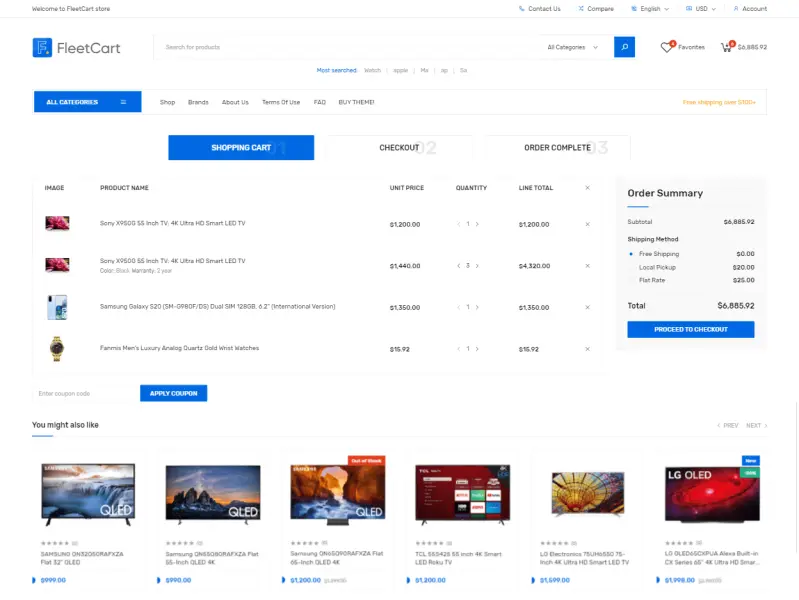 Welcome to FleetCart store
Contact Us Compare English USD Account
FleetCart
Search for products
All Categories
Favorites
$6,885.92
Most searched: Watch apple Mix ap Sa
ALL CATEGORIES
Shop Brands About Us Terms Of Use FAQ BUY THEME!
Free shipping over $100+
SHOPPING CART 01
CHECKOUT 02
ORDER COMPLETE 03
IMAGE PRODUCT NAME UNIT PRICE QUANTITY LINE TOTAL
Sony X950G 55 Inch TV: 4K Ultra HD Smart LED TV $1,200.00 1 $1,200.00
Sony X950G 55 Inch TV: 4K Ultra HD Smart LED TV $1,440.00 3 $4,320.00
Color: Black Warranty: 2 year
Samsung Galaxy S20 (SM-G980F/DS) Dual SIM 128GB, 6.2" (International Version) $1,350.00 1 $1,350.00
Fanmis Men's Luxury Analog Quartz Gold Wrist Watches $15.92 1 $15.92
Order Summary
Subtotal $6,885.92
Shipping Method
Free Shipping $0.00
Local Pickup $20.00
Flat Rate $25.00
Total $6,885.92
PROCEED TO CHECKOUT
Enter coupon code
APPLY COUPON
You might also like
PREV NEXT
SAMSUNG
QLED
SAMSUNG QN32Q50RAFXZA
Flat 32" QLED
$999.00
QLED
Samsung QN65Q80RAFXZA Flat
55-Inch QLED 4K
$990.00
Out of Stock
SAMSUNG
QLED
Samsung QN65Q90RAFXZA Flat
65-Inch QLED 4K
$1,200.00
TCL
4K
TCL 55S425 55 inch 4K Smart
LED Roku TV
$1,200.00
LG Electronics 75UH6550 75-
Inch 4K Ultra HD Smart LED TV
$1,599.00
New
LG OLED
LG OLED65CXPUA Alexa Built-in
CX Series 65" 4K Ultra HD Smar...
$1,998.00